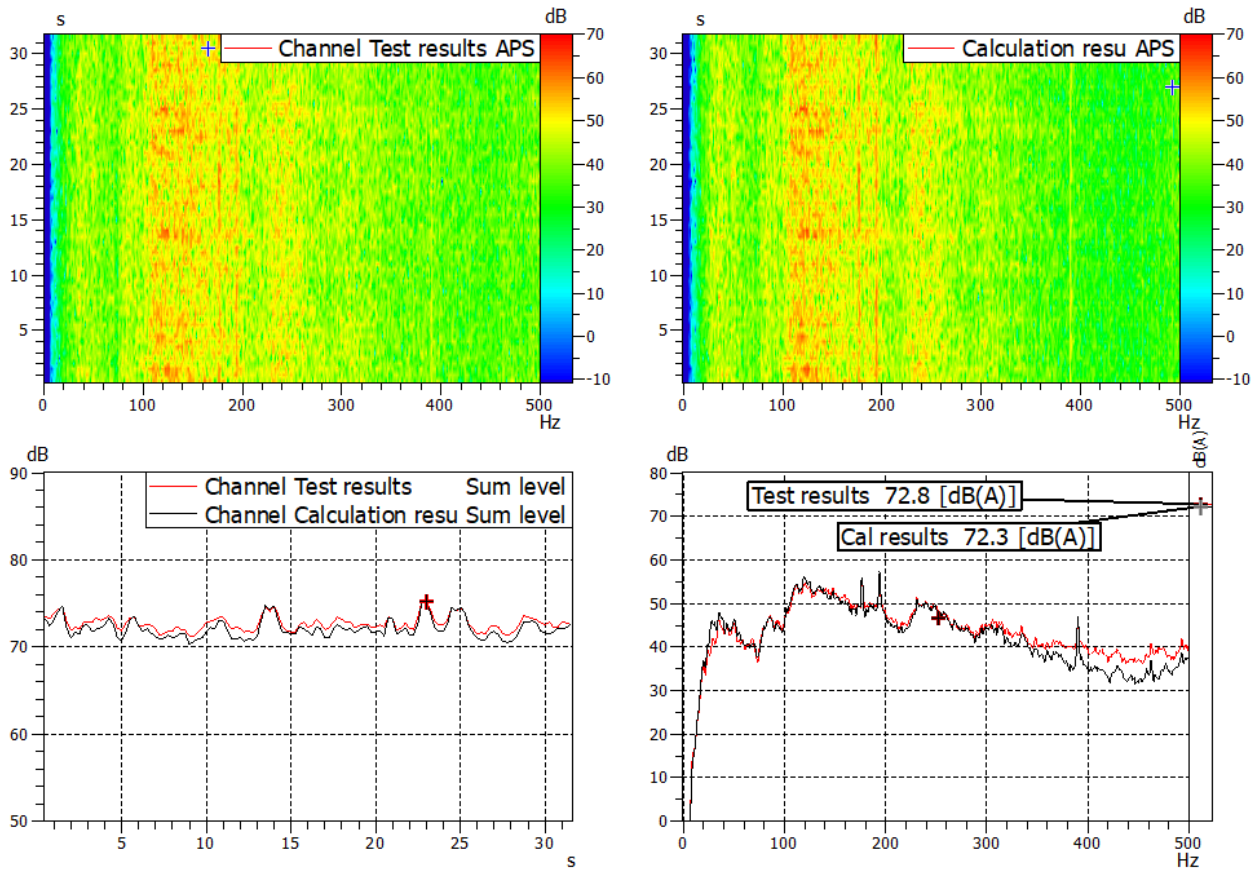 s dB
Channel Test results APS
30
25
20
15
10
5
70
60
50
40
30
20
10
0
-10
0 100 200 300 400 500
Hz
s dB
Calculation resu APS
30
25
20
15
10
5
70
60
50
40
30
20
10
0
-10
0 100 200 300 400 500
Hz
dB
90
80
70
60
50
Channel Test results Sum level
Channel Calculation resu Sum level
5 10 15 20 25 30
s
dB
dB(A)
80
70
60
50
40
30
20
10
0
Test results 72.8 [dB(A)]
Cal results 72.3 [dB(A)]
0 100 200 300 400 500
Hz